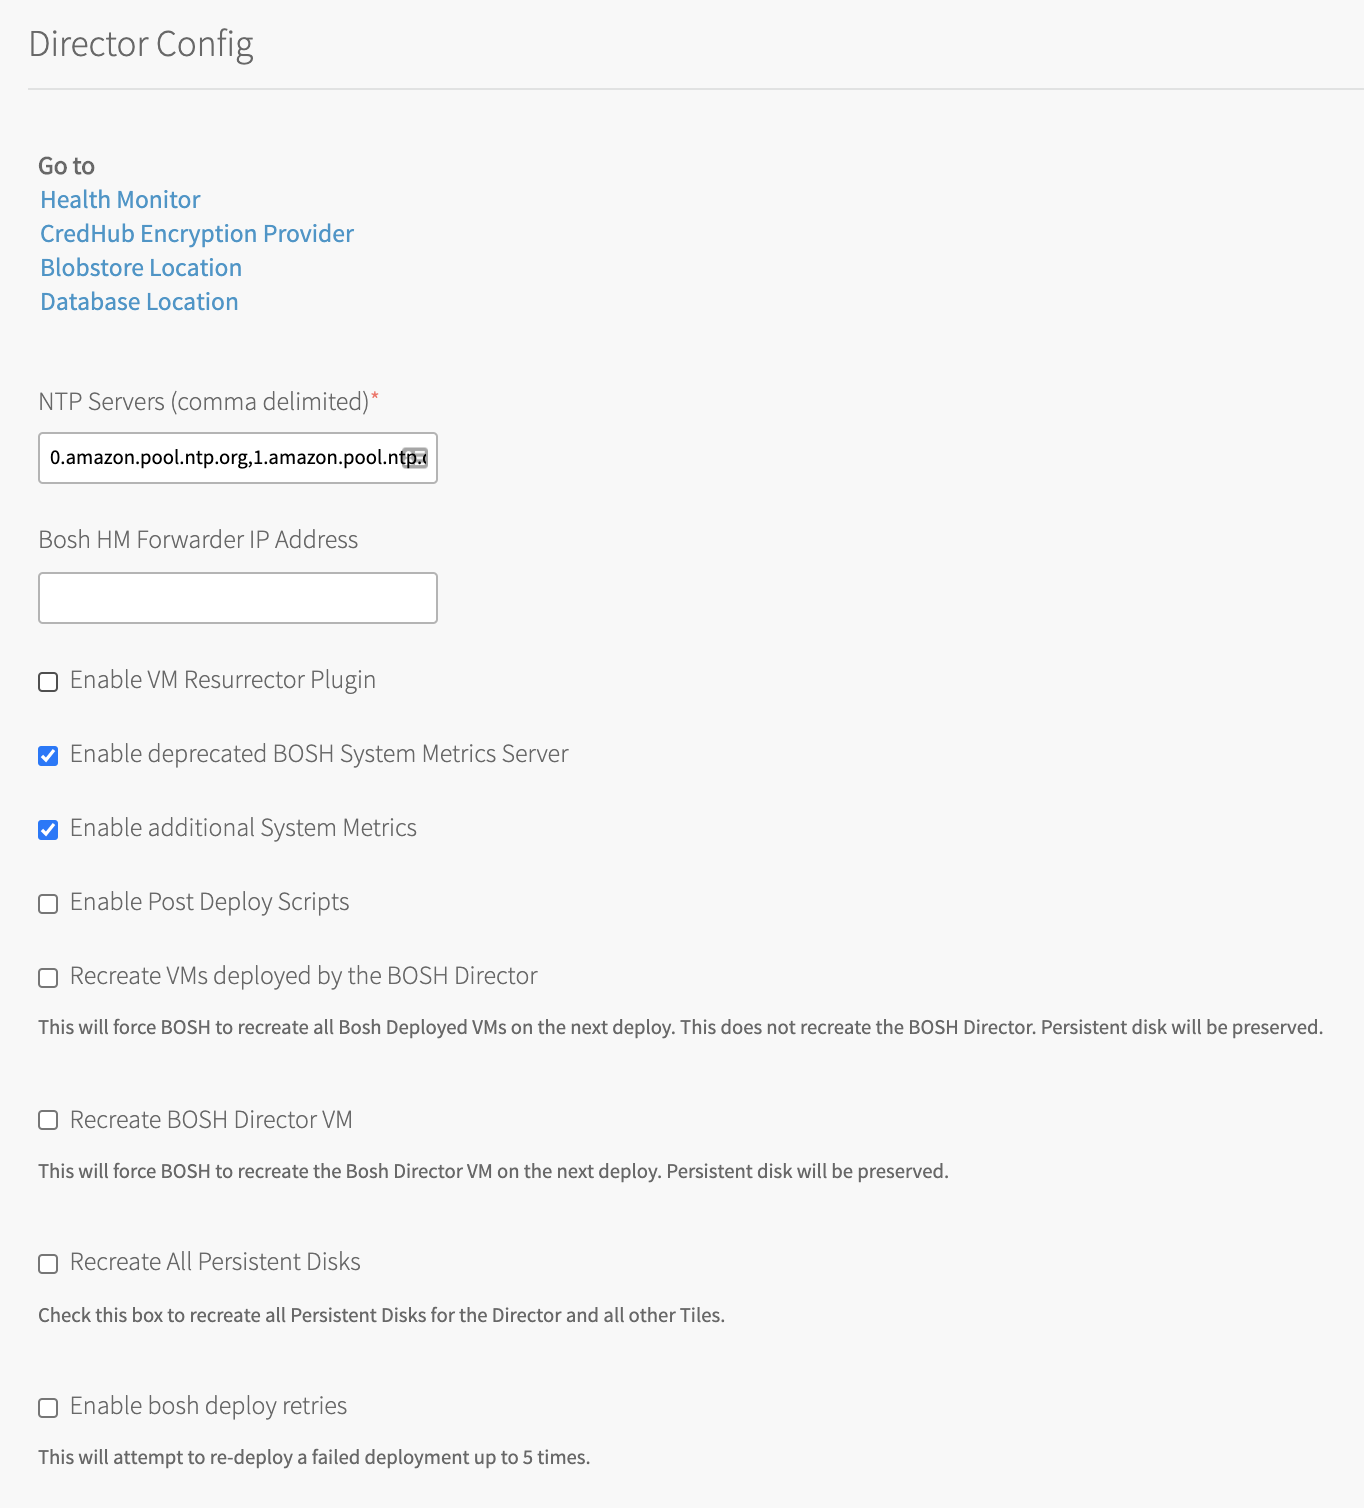 Director Config
Go to
Health Monitor
CredHub Encryption Provider
Blobstore Location
Database Location
NTP Servers (comma delimited)*
0.amazon.pool.ntp.org,1.amazon.pool.ntp.
Bosh HM Forwarder IP Address
Enable VM Resurrector Plugin
Enable deprecated BOSH System Metrics Server
Enable additional System Metrics
Enable Post Deploy Scripts
Recreate VMs deployed by the BOSH Director
This will force BOSH to recreate all Bosh Deployed VMs on the next deploy. This does not recreate the BOSH Director. Persistent disk will be preserved.
Recreate BOSH Director VM
This will force BOSH to recreate the Bosh Director VM on the next deploy. Persistent disk will be preserved.
Recreate All Persistent Disks
Check this box to recreate all Persistent Disks for the Director and all other Tiles.
Enable bosh deploy retries
This will attempt to re-deploy a failed deployment up to 5 times.